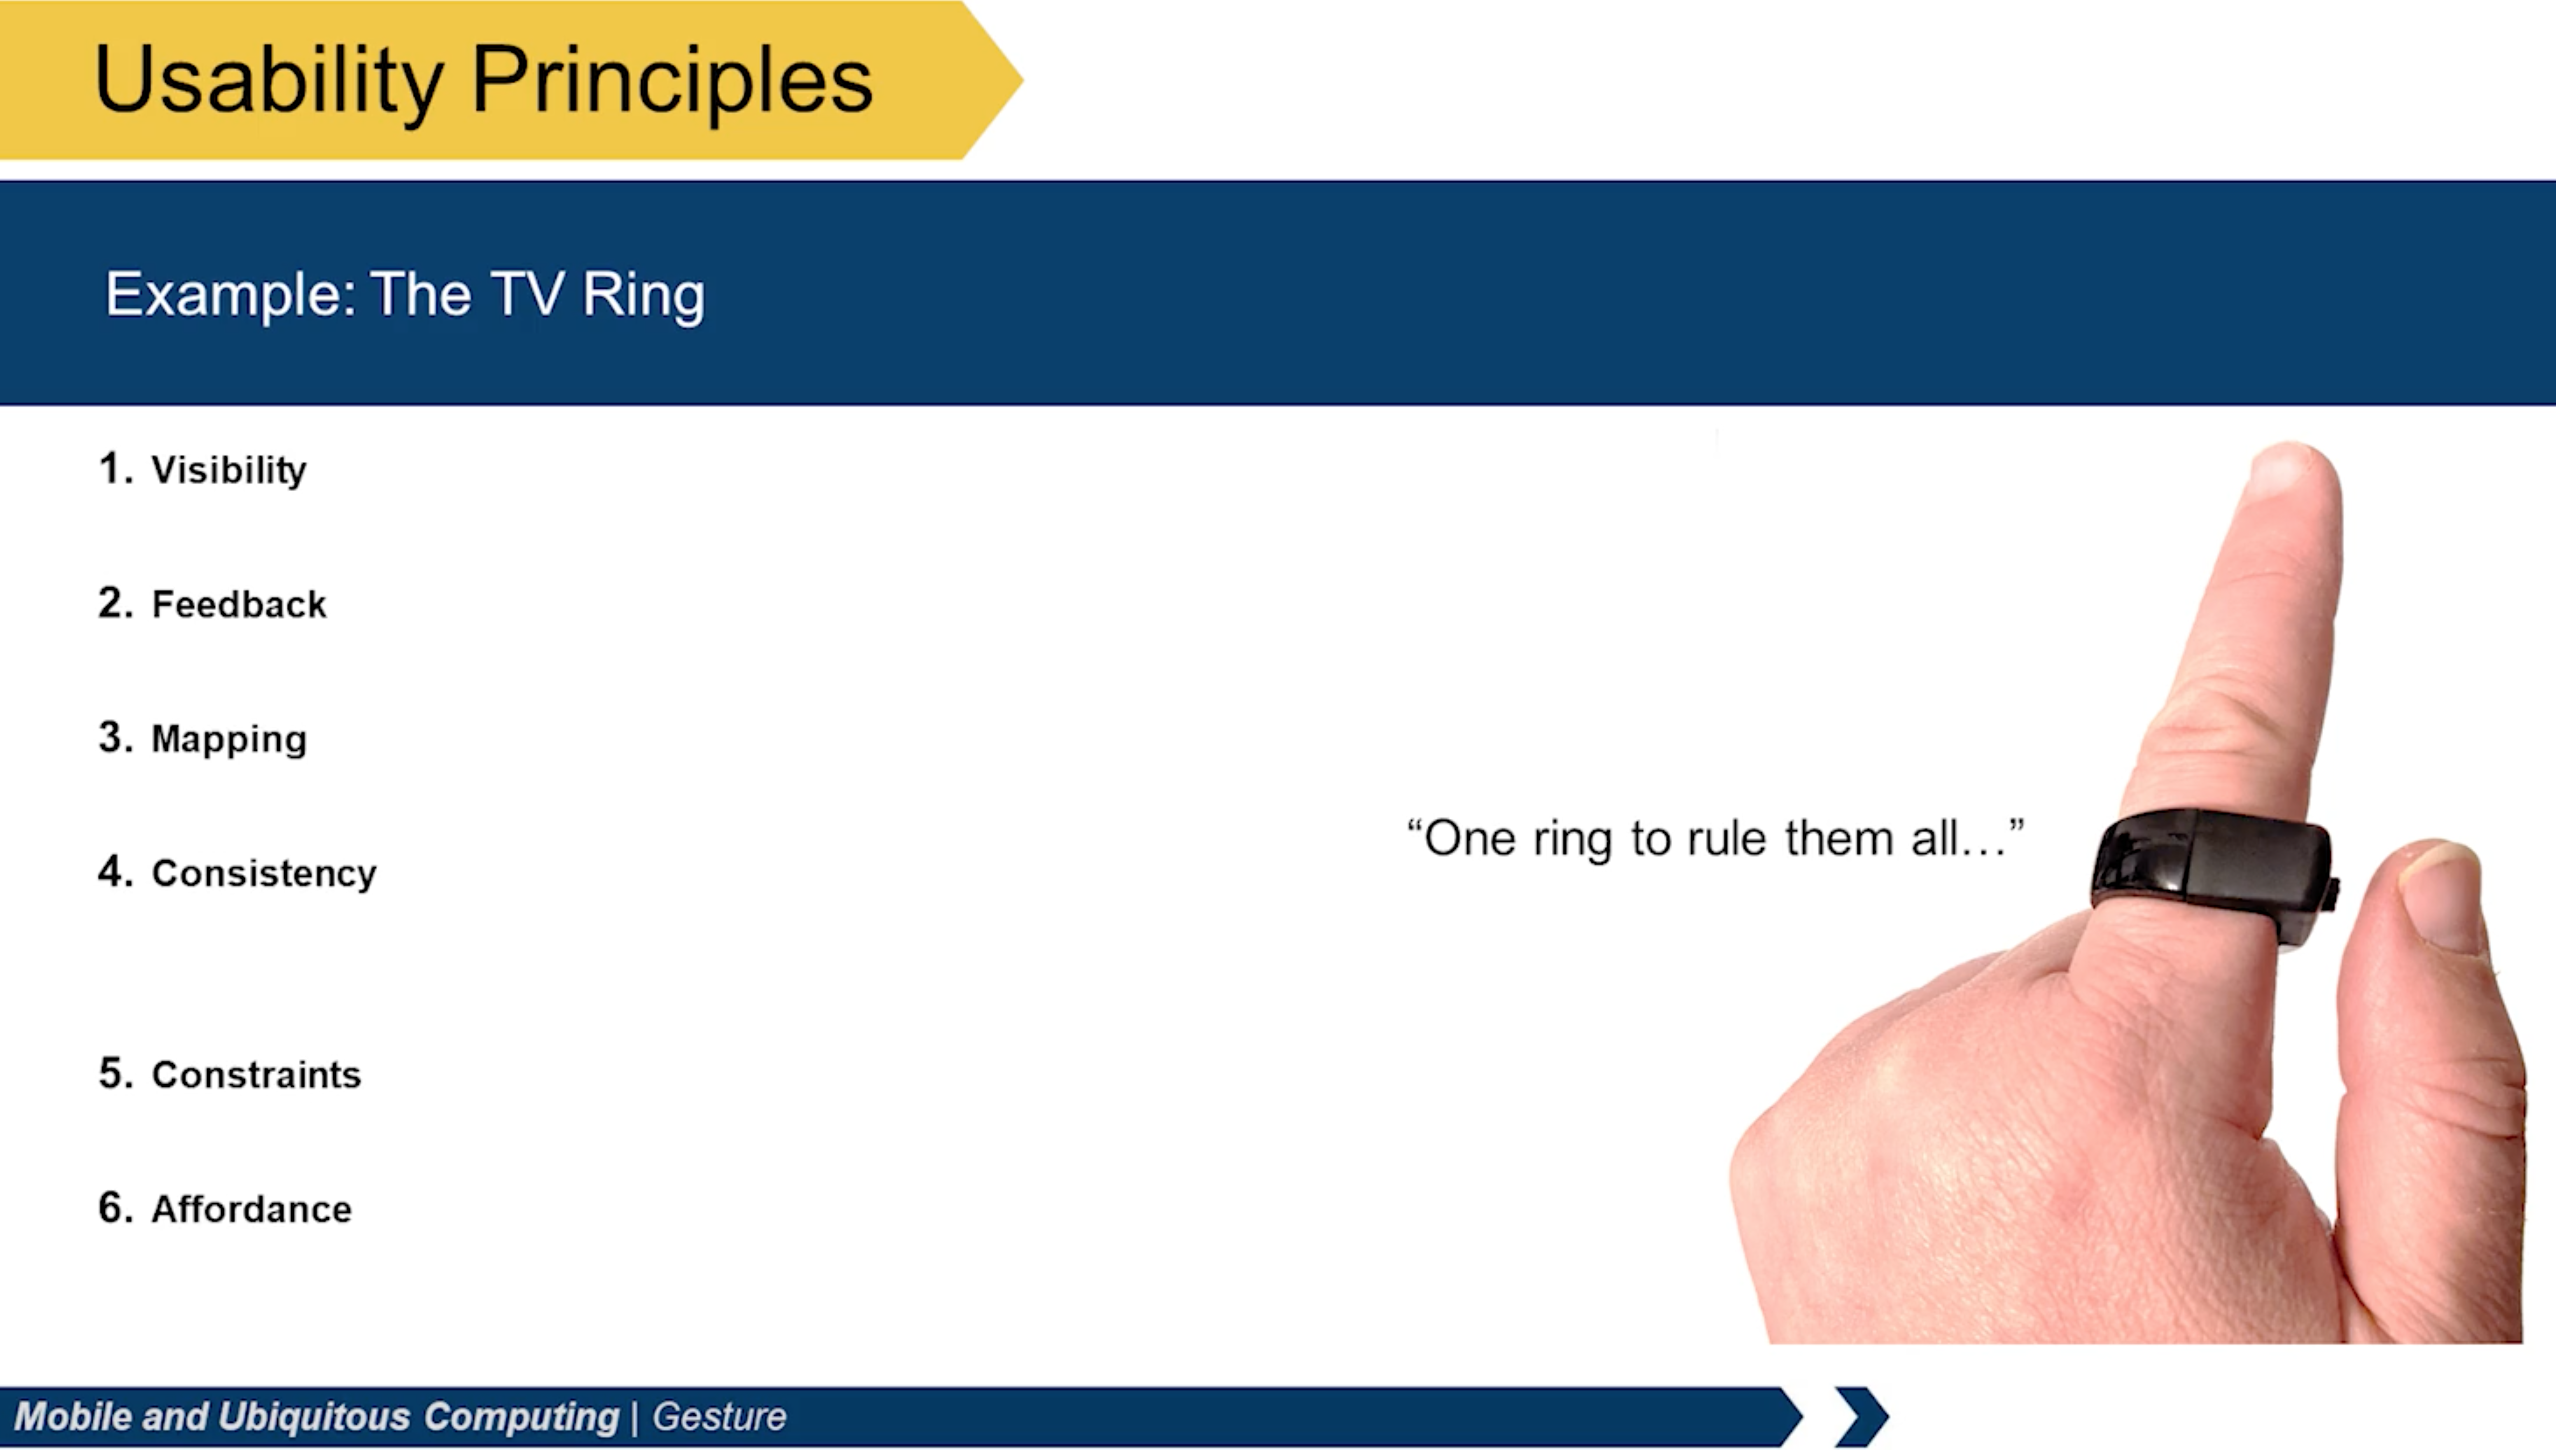 Usability Principles
Example: The TV Ring
1. Visibility
2. Feedback
3. Mapping
“One ring to rule them all…”
4. Consistency
5. Constraints
6. Affordance
Mobile and Ubiquitous Computing | Gesture